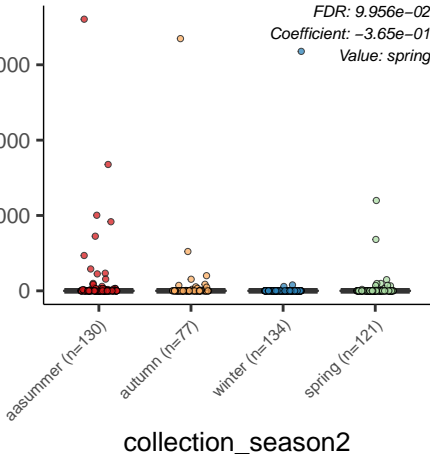 FDR: 9.956e−02
Coefficient: −3.65e−01
Value: spring
000
000
000
0
aasummer (n=130)
autumn (n=77)
winter (n=134)
spring (n=121)
collection_season2